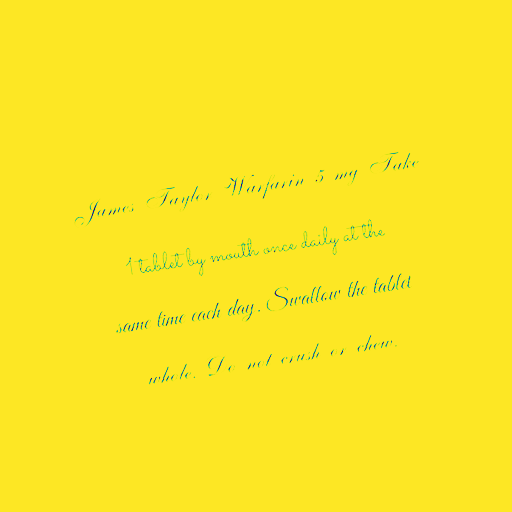 James Taylor Warfarin 5 mg Take
1 tablet by mouth once daily at the
same time each day. Swallow the tablet
whole. Do not crush or chew.